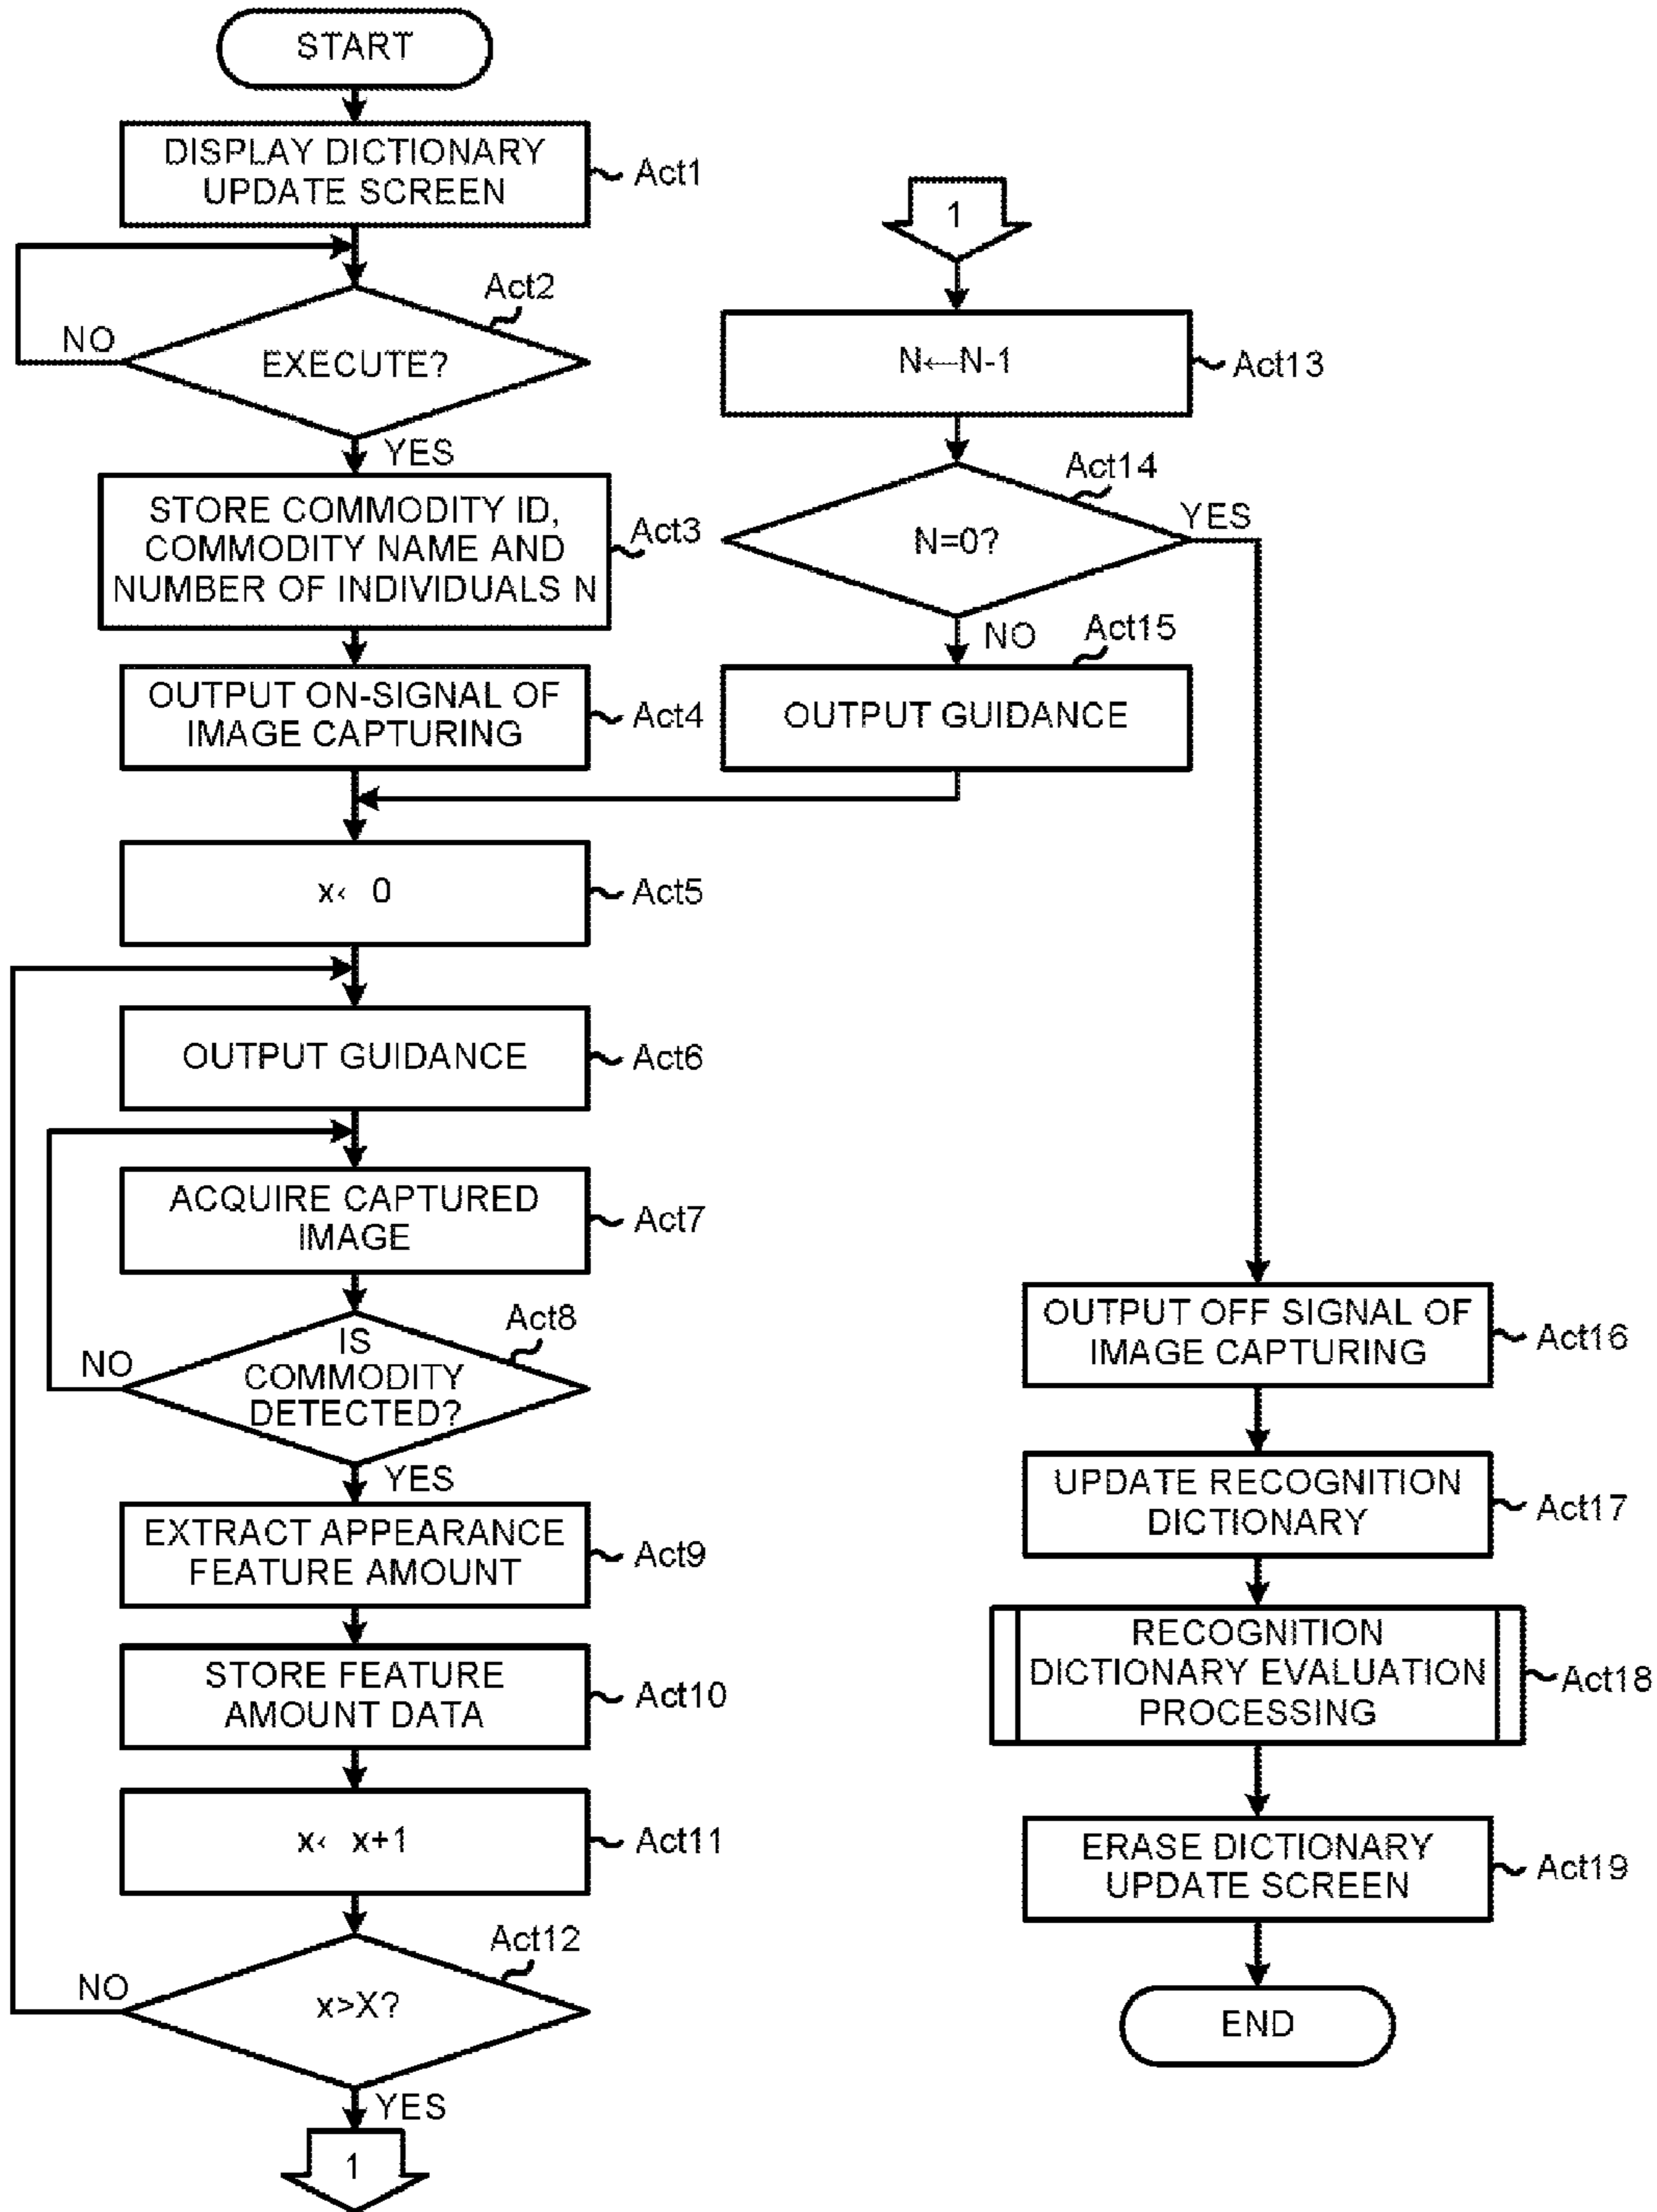 START
DISPLAY DICTIONARY
UPDATE SCREEN
Act1
Act2
EXECUTE?
NO
YES
STORE COMMODITY ID,
COMMODITY NAME AND
NUMBER OF INDIVIDUALS N
Act3
OUTPUT ON-SIGNAL OF
IMAGE CAPTURING
Act4
x← 0
Act5
OUTPUT GUIDANCE
Act6
ACQUIRE CAPTURED
IMAGE
Act7
Act8
IS
COMMODITY
DETECTED?
NO
YES
EXTRACT APPEARANCE
FEATURE AMOUNT
Act9
STORE FEATURE
AMOUNT DATA
Act10
x← x+1
Act11
Act12
x>X?
NO
YES
1
1
N←N-1
Act13
Act14
N=0?
YES
NO
Act15
OUTPUT GUIDANCE
OUTPUT OFF SIGNAL OF
IMAGE CAPTURING
Act16
UPDATE RECOGNITION
DICTIONARY
Act17
RECOGNITION
DICTIONARY EVALUATION
PROCESSING
Act18
ERASE DICTIONARY
UPDATE SCREEN
Act19
END